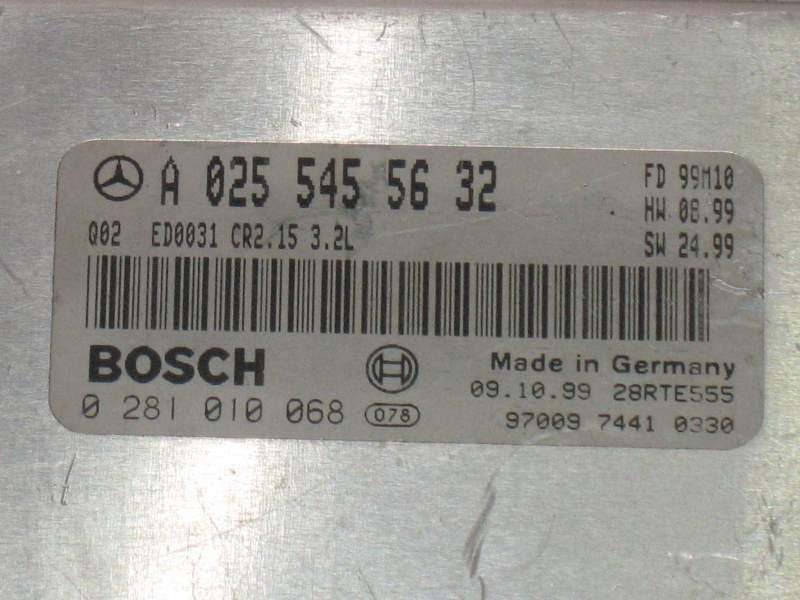 A 025 545 56 32
FD 99M10
HW 08.99
Q02 ED0031 CR2.15 3.2L
SW 24.99
BOSCH
Made in Germany
09.10.99 28RTE555
0 281 010 068 078
97009 7441 0330